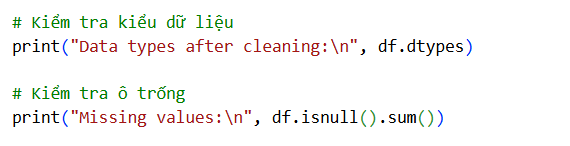 # Kiểm tra kiểu dữ liệu
print("Data types after cleaning:\n", df.dtypes)
# Kiểm tra ô trống
print("Missing values:\n", df.isnull().sum())